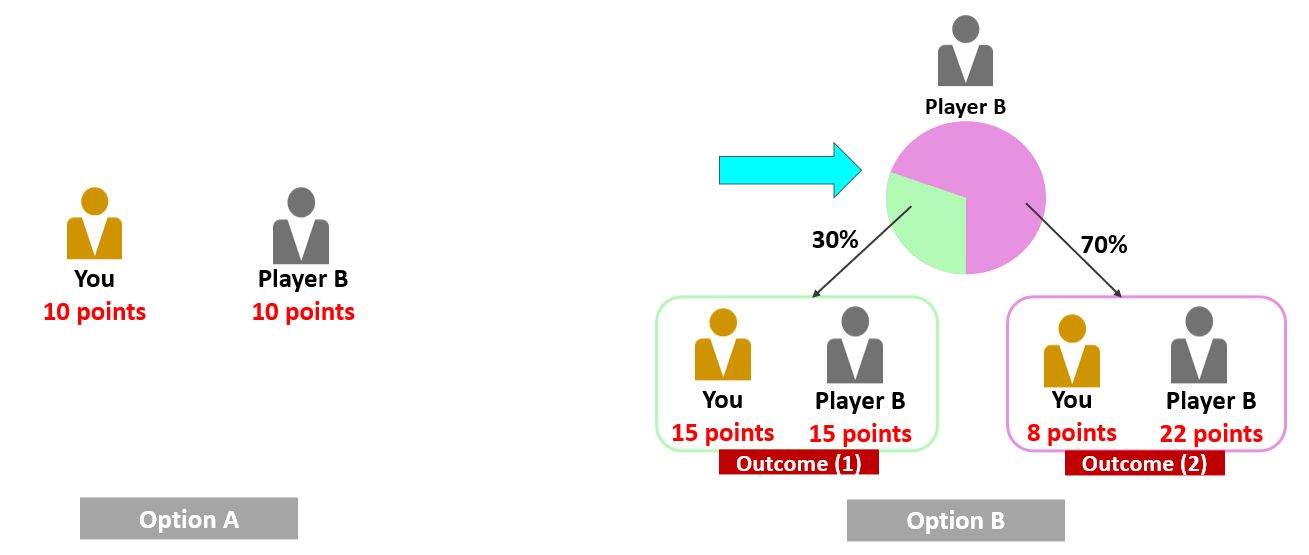 Player B
30%
70%
You
Player B
10 points
10 points
You
Player B
15 points
15 points
Outcome (1)
You
Player B
8 points
22 points
Outcome (2)
Option A
Option B